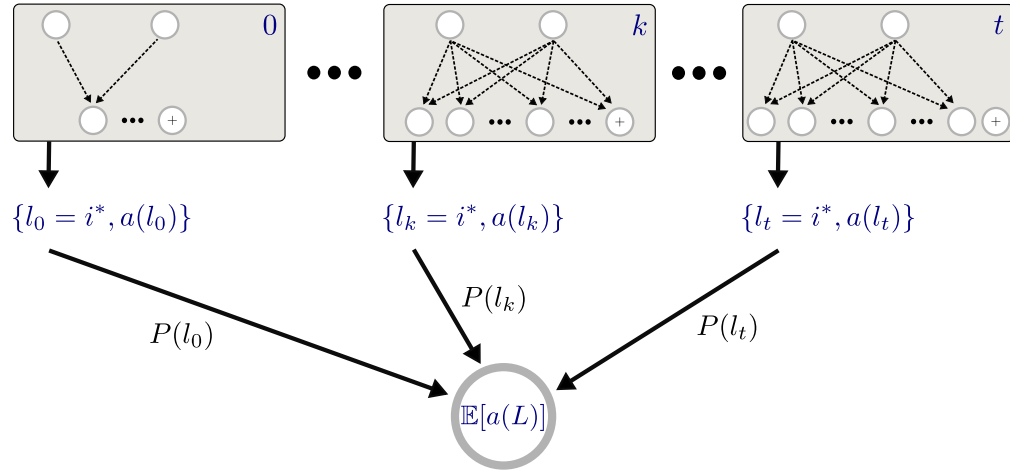 0 k t
+ + +
{l_0 = i^*, a(l_0)} {l_k = i^*, a(l_k)} {l_t = i^*, a(l_t)}
P(l_k)
P(l_0) P(l_t)
𝔼[a(L)]